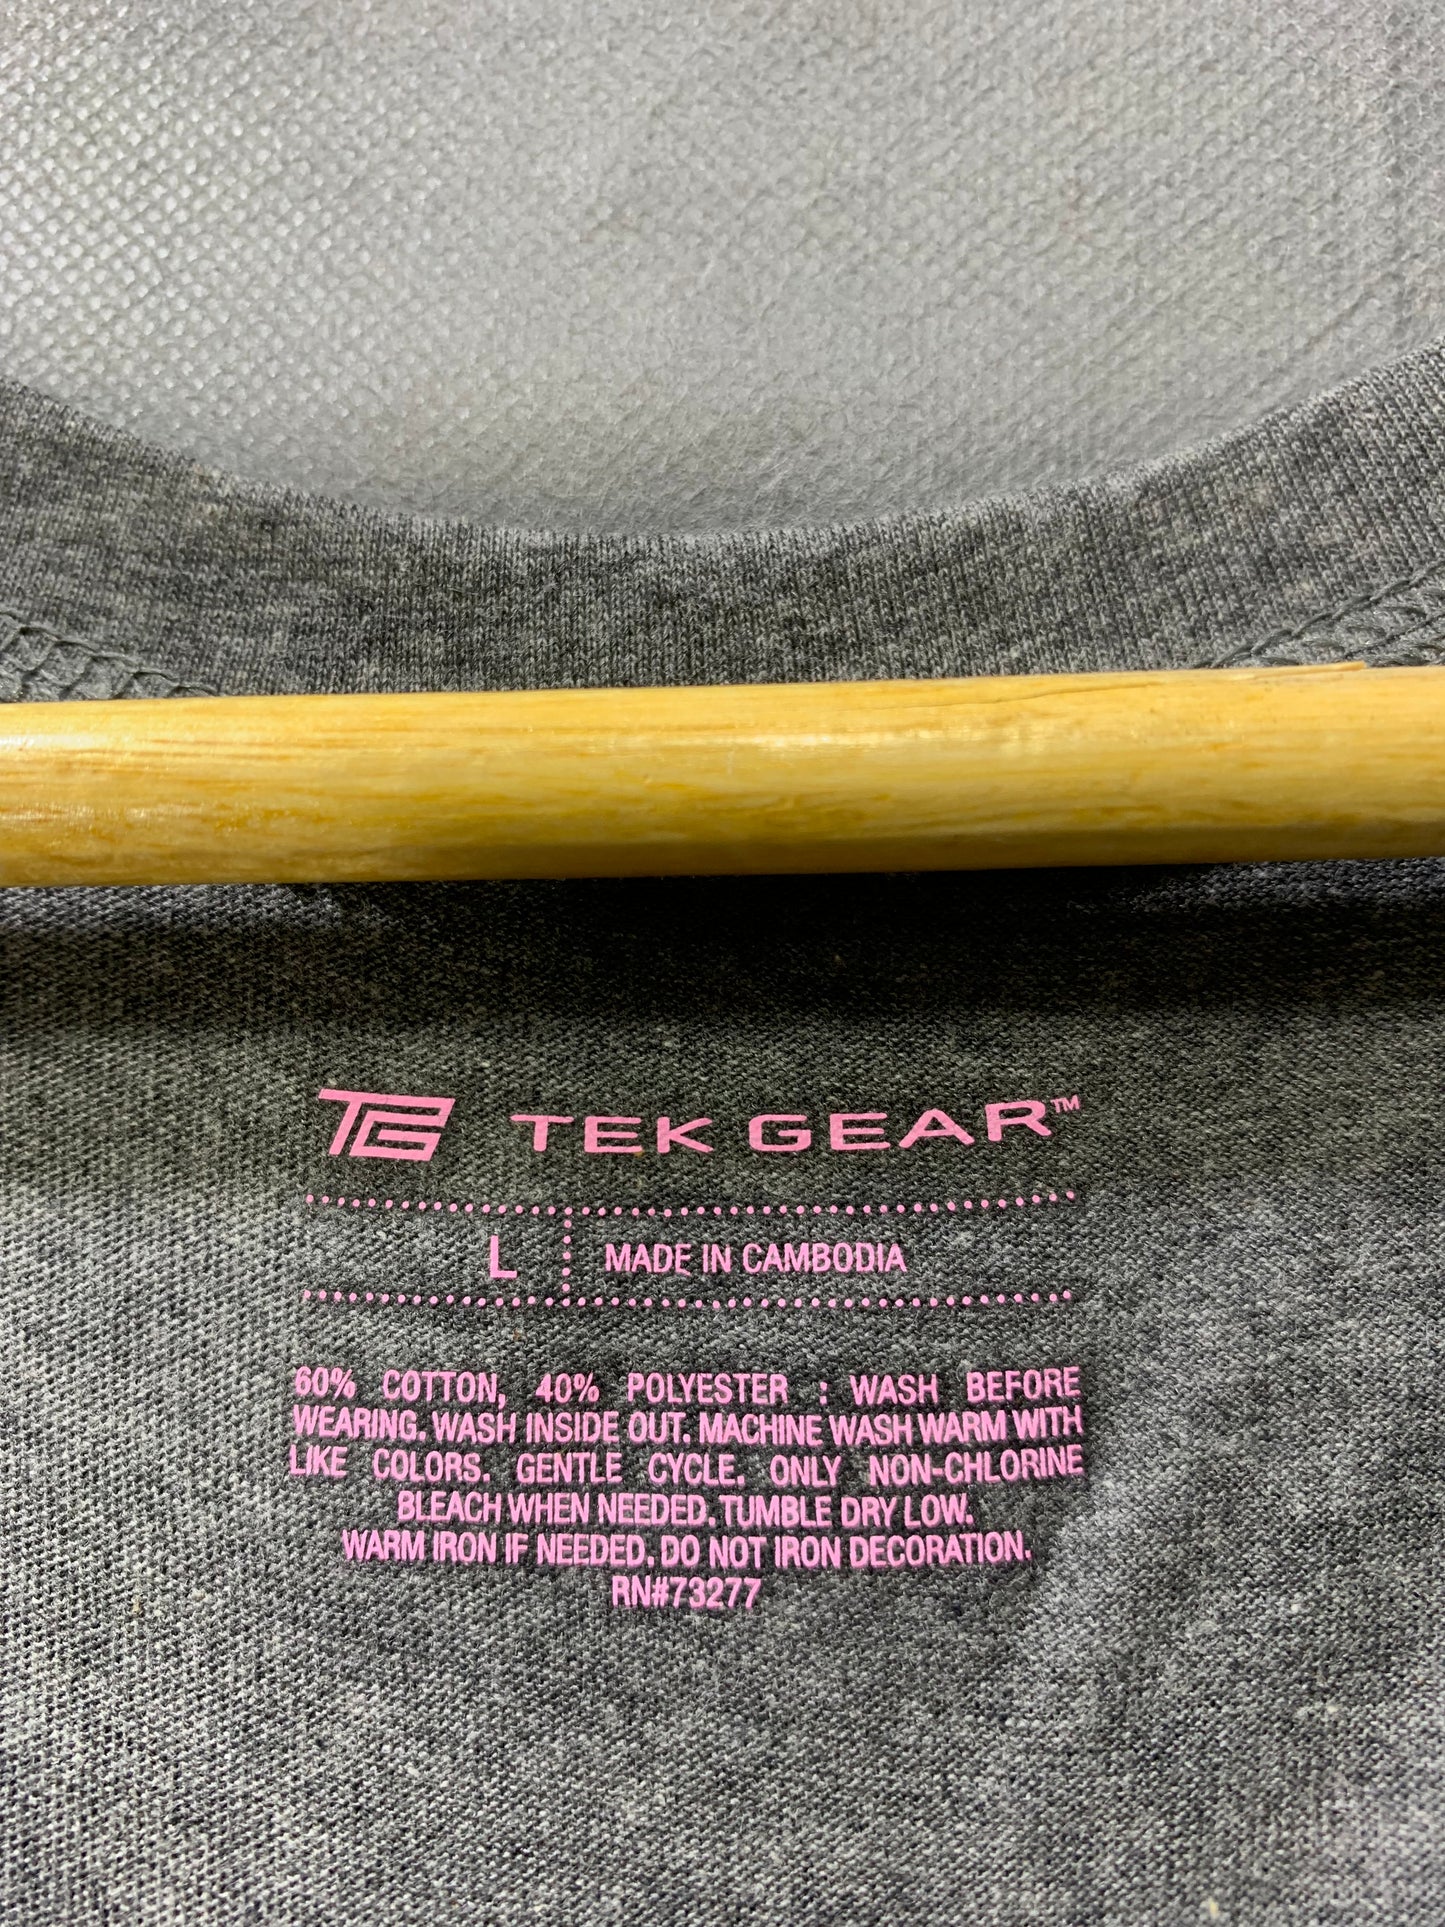 TG TEK GEAR™
L MADE IN CAMBODIA
60% COTTON, 40% POLYESTER : WASH BEFORE
WEARING. WASH INSIDE OUT. MACHINE WASH WARM WITH
LIKE COLORS. GENTLE CYCLE. ONLY NON-CHLORINE
BLEACH WHEN NEEDED. TUMBLE DRY LOW.
WARM IRON IF NEEDED. DO NOT IRON DECORATION.
RN#73277